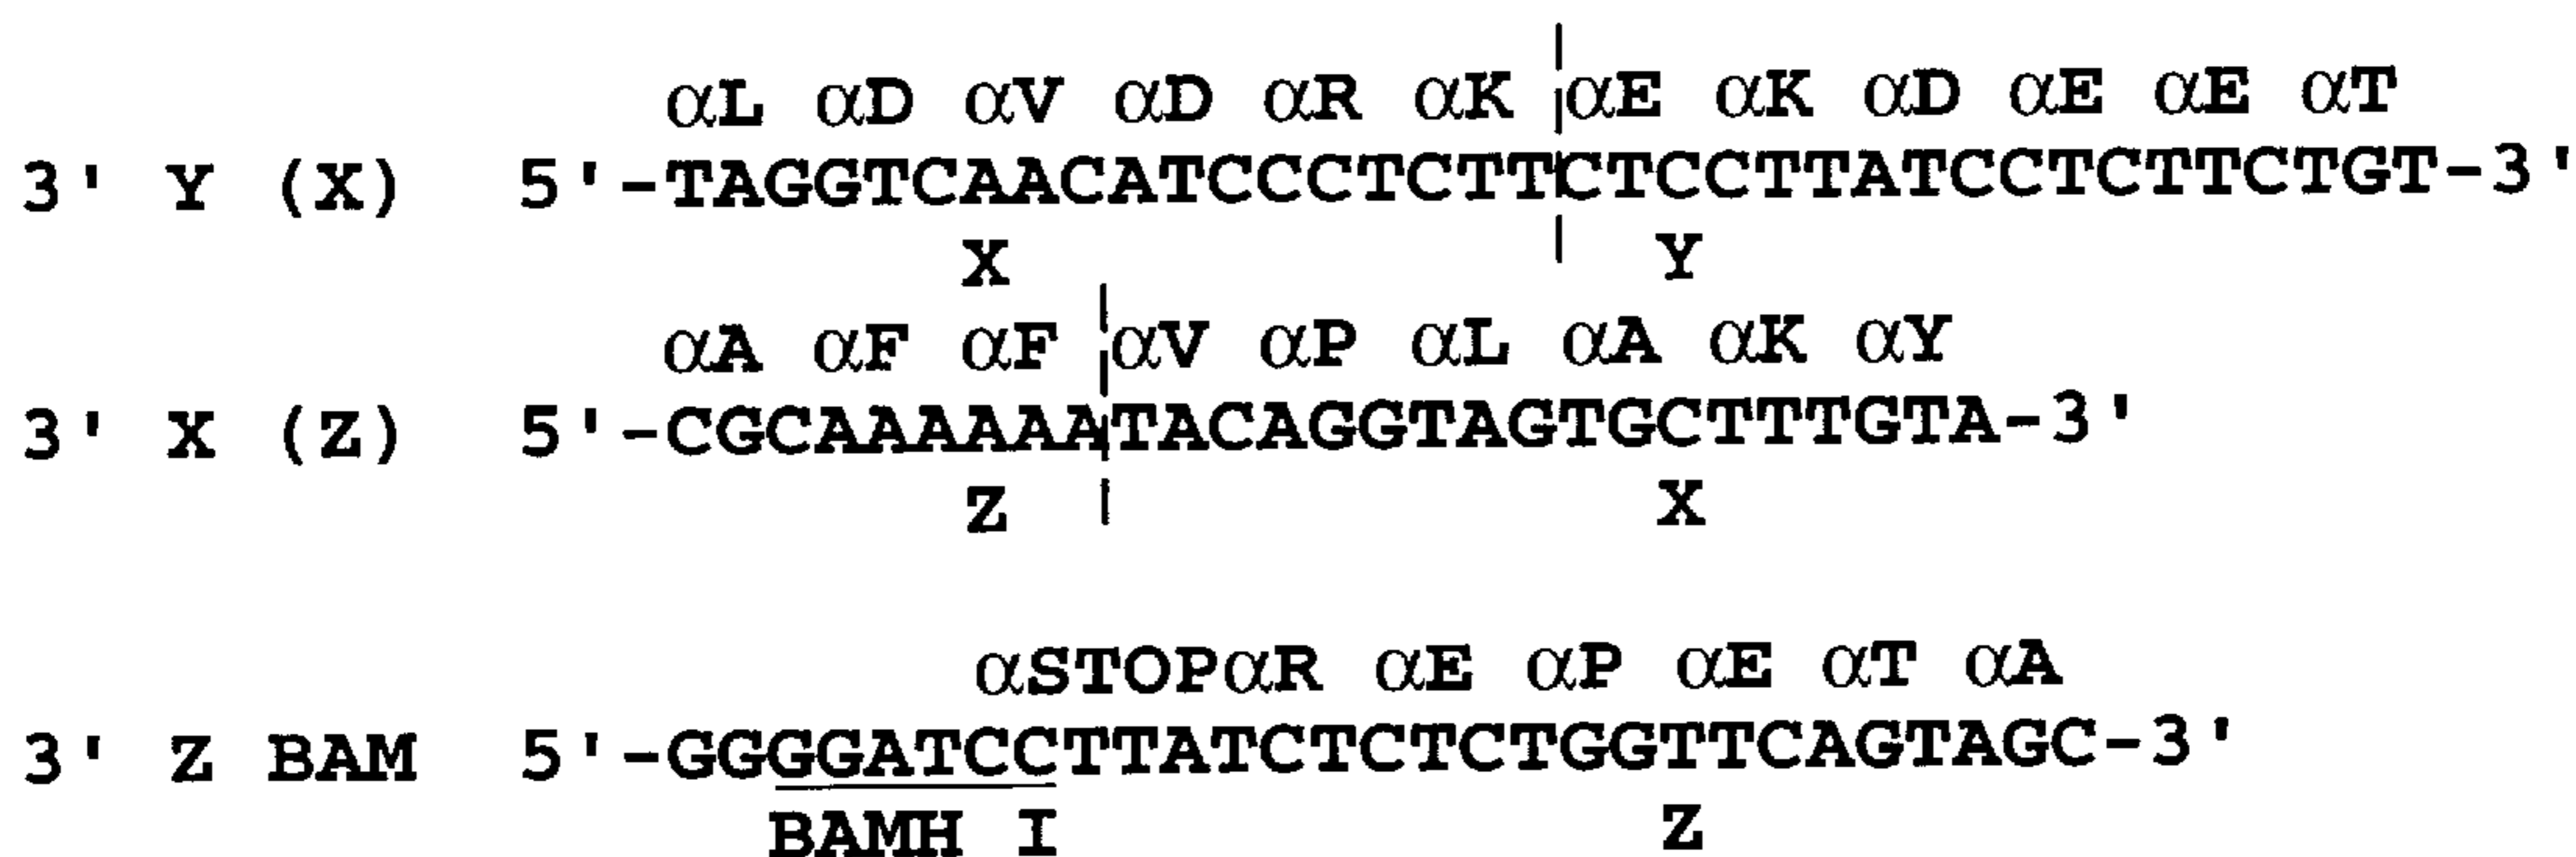 αL αD αV αD αR αK αE αK αD αE αE αT
3' Y (X) 5'-TAGGTCAACATCCCTCTTCTCCTTATCCTCTTCTGT-3'
X Y
αA αF αF αV αP αL αA αK αY
3' X (Z) 5'-CGCAAAAAATACAGGTAGTGCTTTGTA-3'
Z X
αSTOPαR αE αP αE αT αA
3' Z BAM 5'-GGGGATCCTTATCTCTCTGGTTCAGTAGC-3'
BAMH I Z